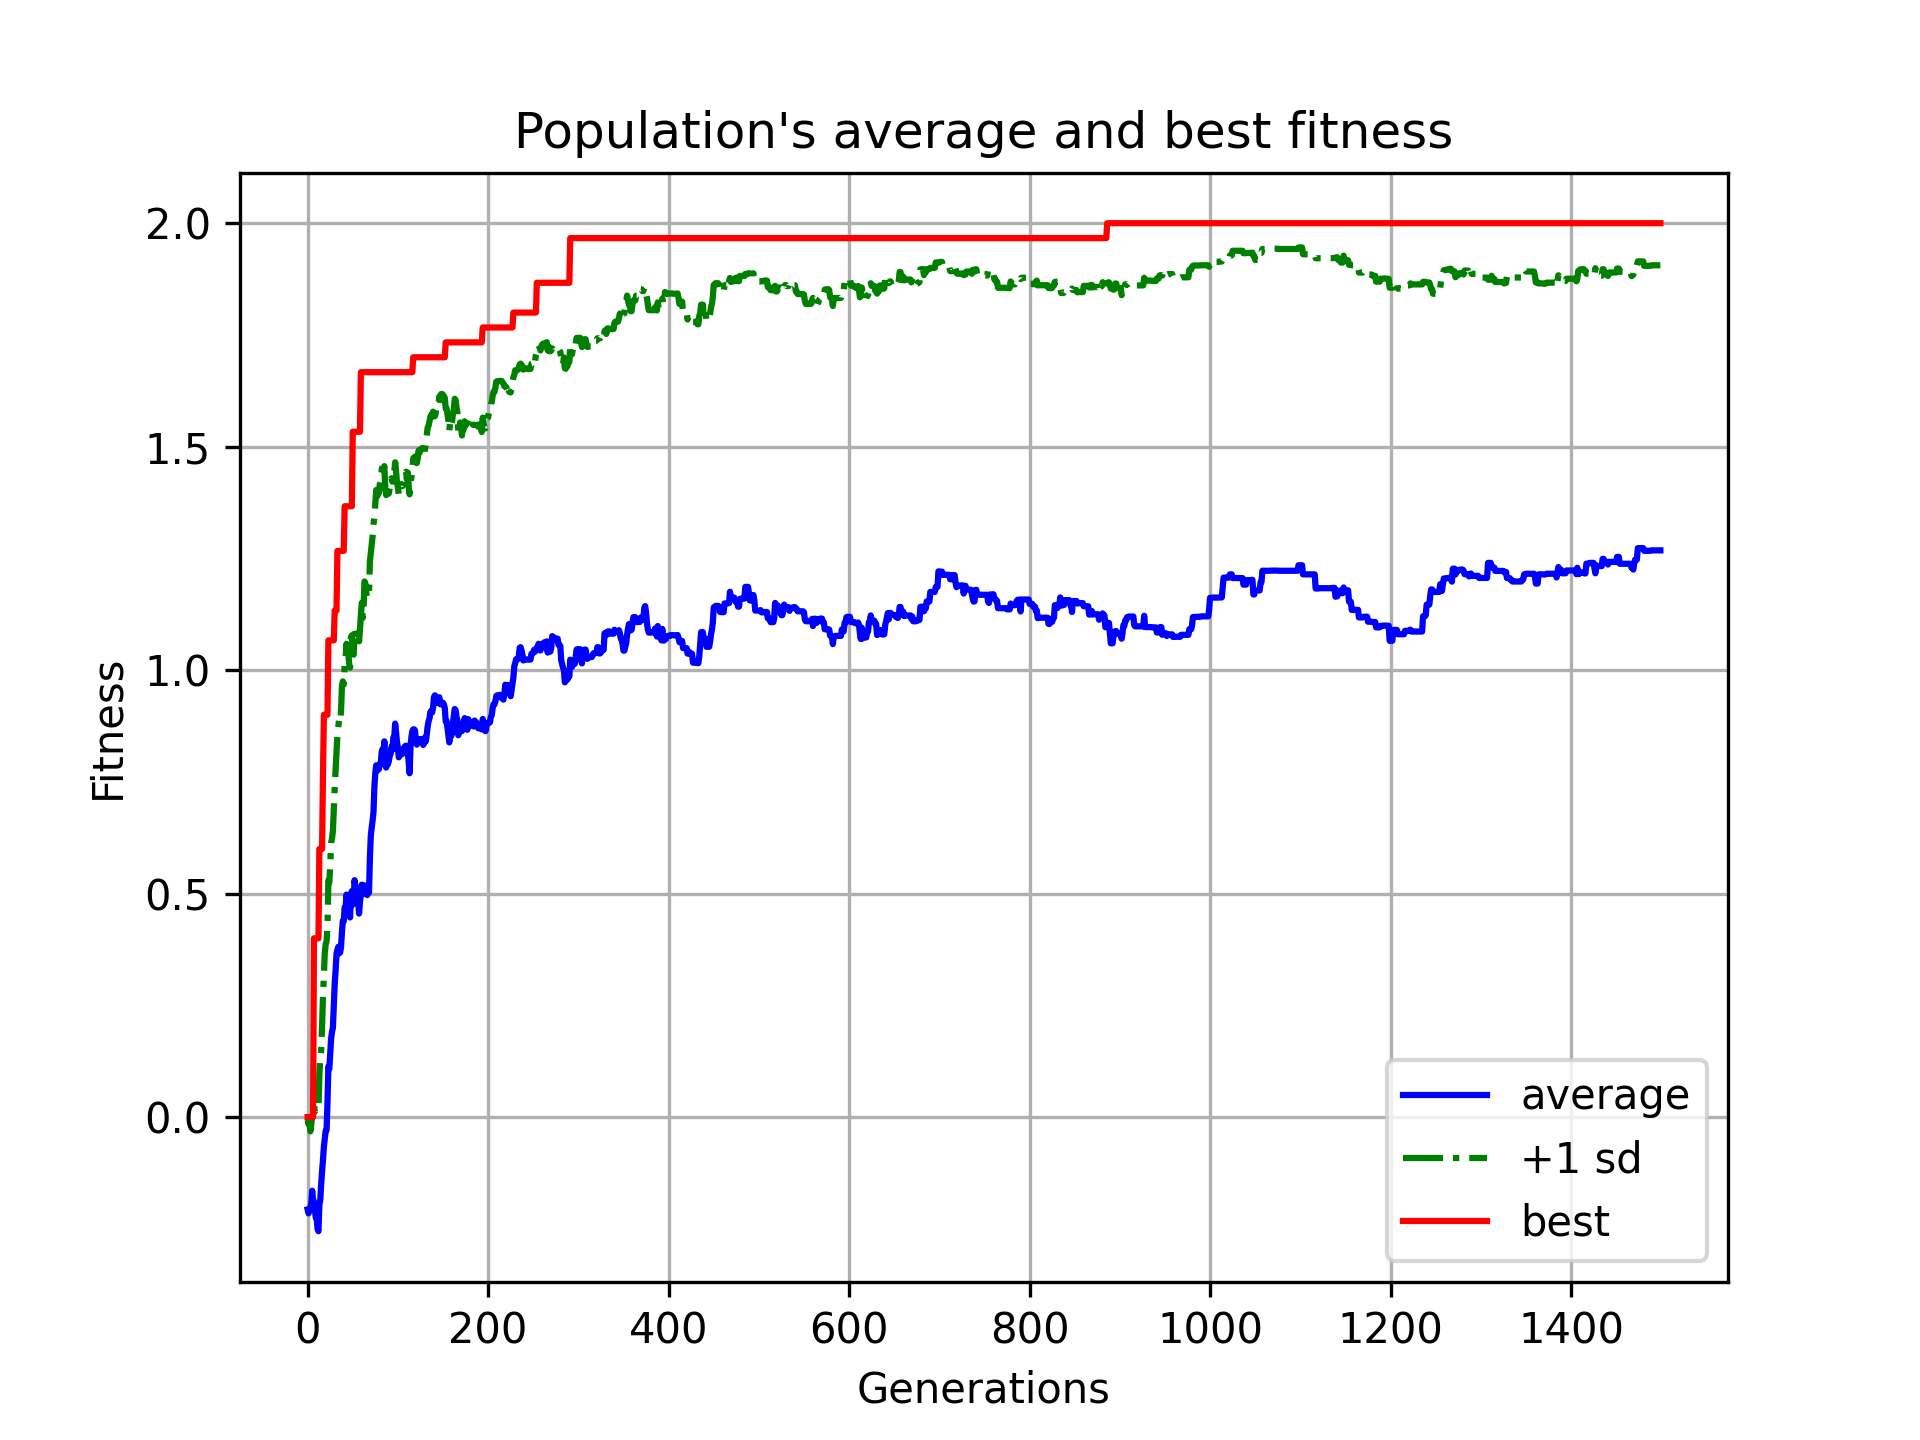 Population's average and best fitness
Fitness
2.0
1.5
1.0
0.5
0.0
0 200 400 600 800 1000 1200 1400
Generations
average
+1 sd
best